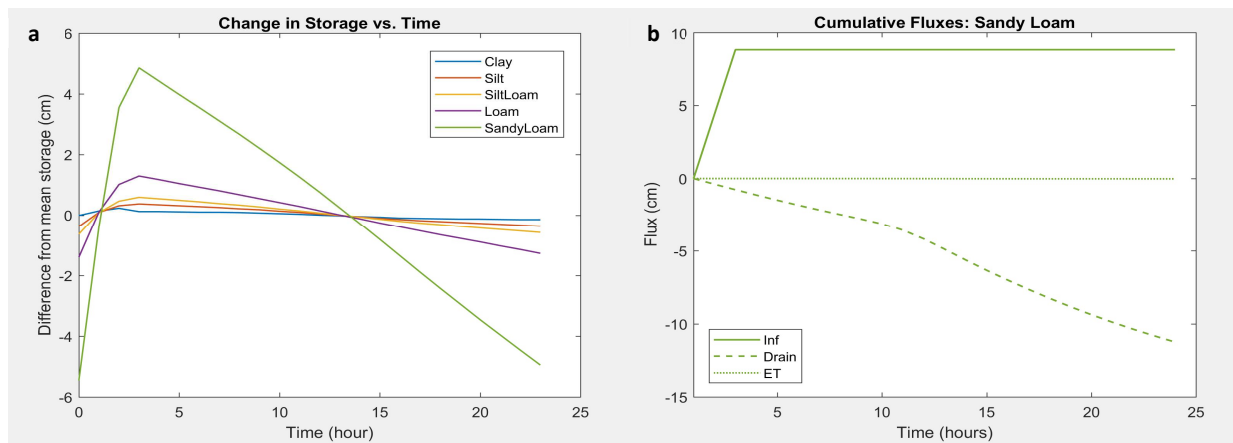 a
Change in Storage vs. Time
Difference from mean storage (cm)
6
4
2
0
-2
-4
-6
Clay
Silt
SiltLoam
Loam
SandyLoam
0 5 10 15 20 25
Time (hour)
b
Cumulative Fluxes: Sandy Loam
Flux (cm)
10
5
0
-5
-10
-15
Inf
Drain
ET
5 10 15 20 25
Time (hours)